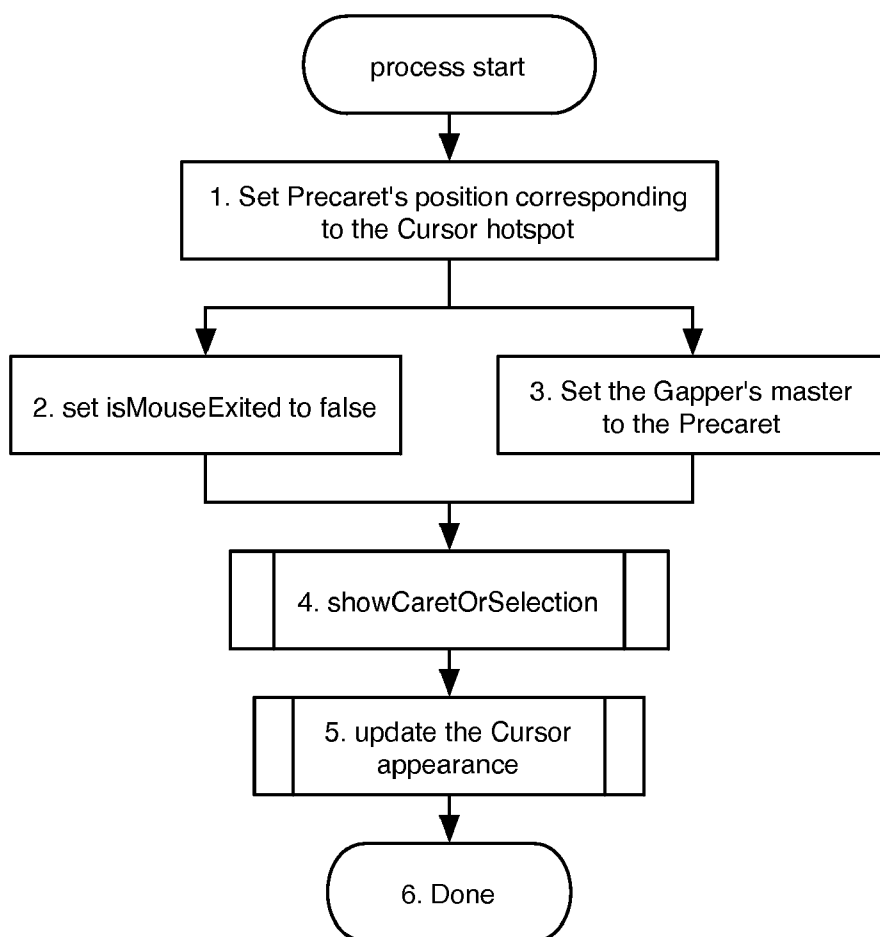 process start
1. Set Precaret's position corresponding
to the Cursor hotspot
2. set isMouseExited to false
3. Set the Gapper's master
to the Precaret
4. showCaretOrSelection
5. update the Cursor
appearance
6. Done